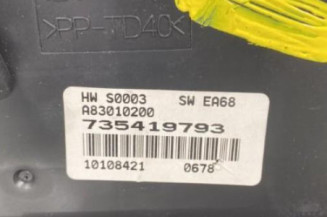 >PP-TD40<
HW S0003 SW EA68
A83010200
735419793
10108421 0678